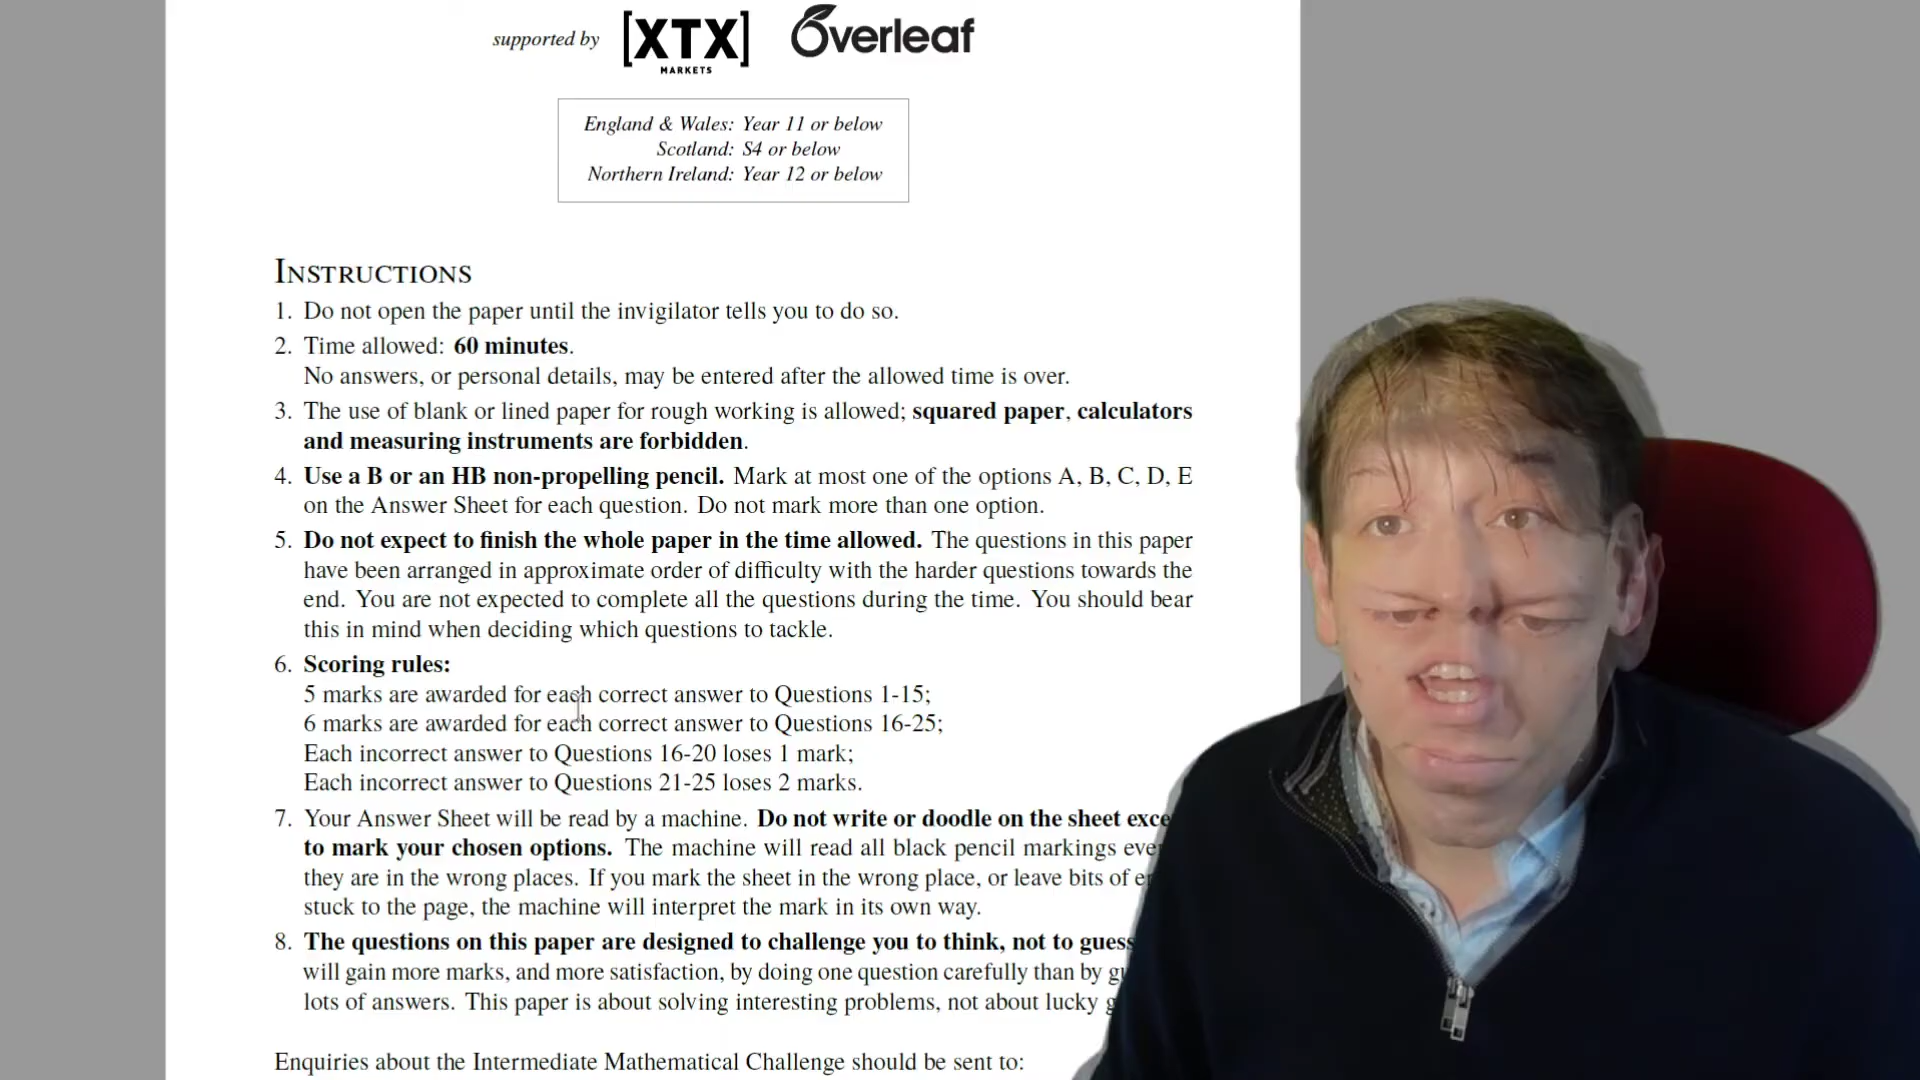 supported by [XTX] MARKETS Overleaf
England & Wales: Year 11 or below
Scotland: S4 or below
Northern Ireland: Year 12 or below
INSTRUCTIONS
1. Do not open the paper until the invigilator tells you to do so.
2. Time allowed: 60 minutes.
No answers, or personal details, may be entered after the allowed time is over.
3. The use of blank or lined paper for rough working is allowed; squared paper, calculators
and measuring instruments are forbidden.
4. Use a B or an HB non-propelling pencil. Mark at most one of the options A, B, C, D, E
on the Answer Sheet for each question. Do not mark more than one option.
5. Do not expect to finish the whole paper in the time allowed. The questions in this paper
have been arranged in approximate order of difficulty with the harder questions towards the
end. You are not expected to complete all the questions during the time. You should bear
this in mind when deciding which questions to tackle.
6. Scoring rules:
5 marks are awarded for each correct answer to Questions 1-15;
6 marks are awarded for each correct answer to Questions 16-25;
Each incorrect answer to Questions 16-20 loses 1 mark;
Each incorrect answer to Questions 21-25 loses 2 marks.
7. Your Answer Sheet will be read by a machine. Do not write or doodle on the sheet
to mark your chosen options. The machine will read all black pencil markings
they are in the wrong places. If you mark the sheet in the wrong place, or leave bits of
stuck to the page, the machine will interpret the mark in its own way.
8. The questions on this paper are designed to challenge you to think, not to guess
will gain more marks, and more satisfaction, by doing one question carefully than by
lots of answers. This paper is about solving interesting problems, not about lucky
Enquiries about the Intermediate Mathematical Challenge should be sent to: